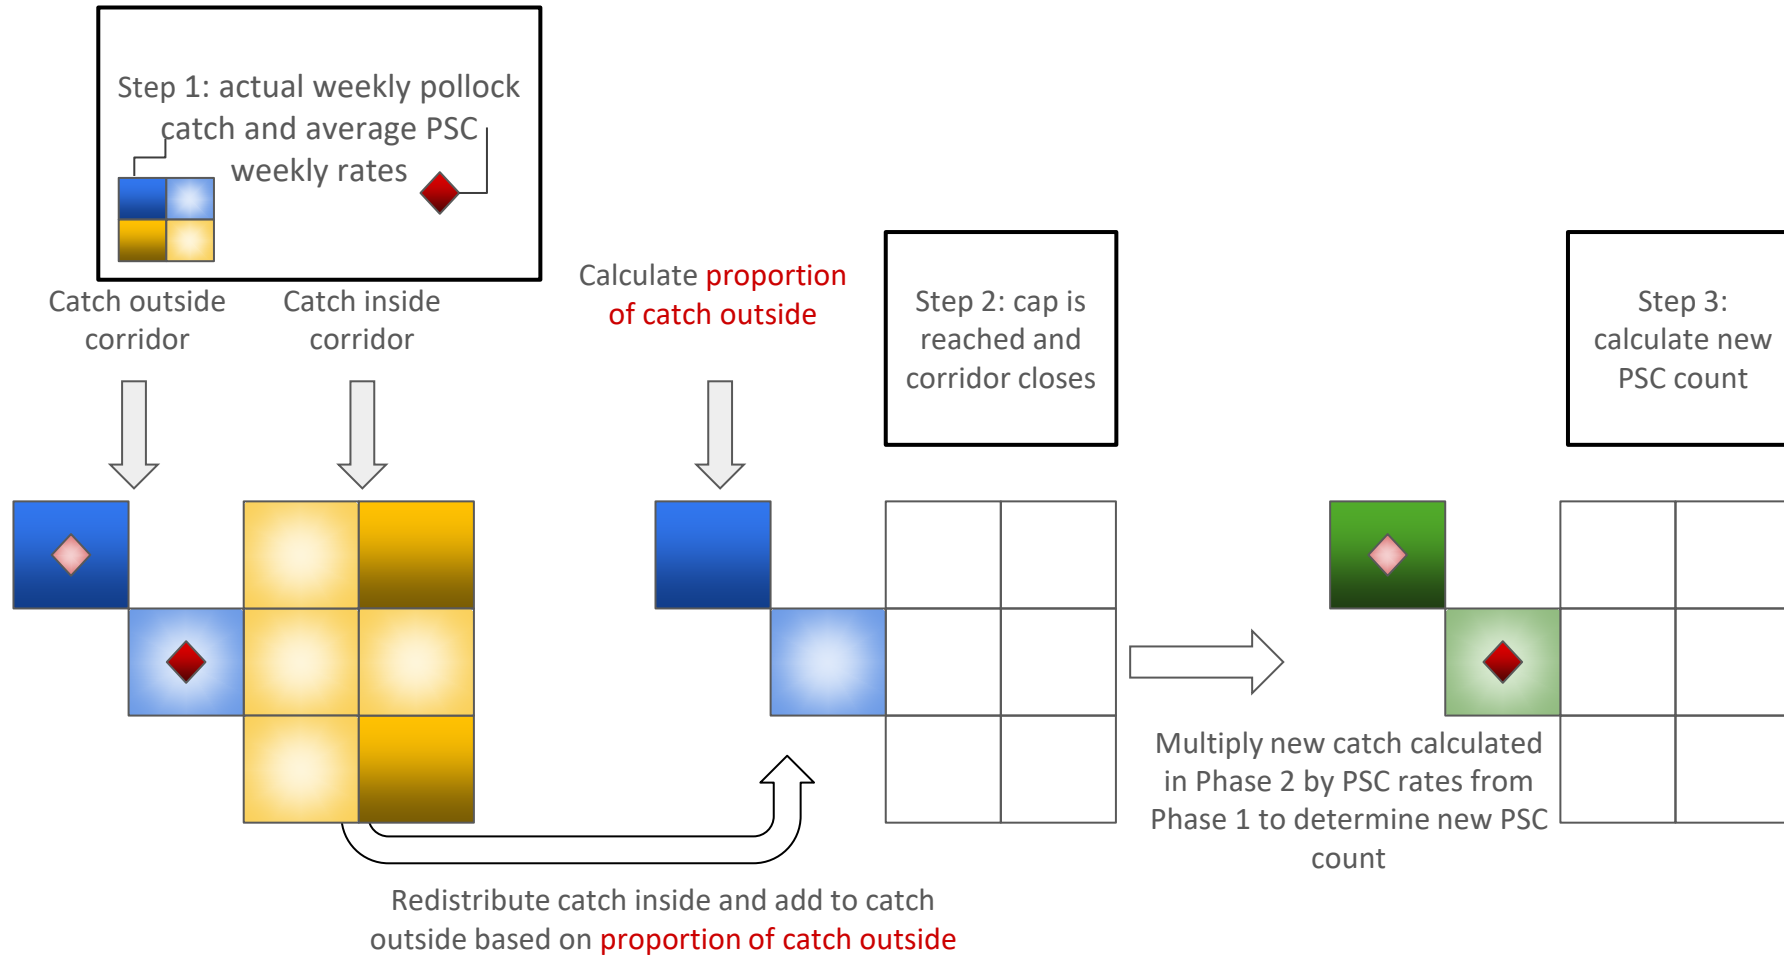 Step 1: actual weekly pollock
catch and average PSC
weekly rates
Catch outside
corridor
Catch inside
corridor
Calculate proportion
of catch outside
Step 2: cap is
reached and
corridor closes
Step 3:
calculate new
PSC count
Multiply new catch calculated
in Phase 2 by PSC rates from
Phase 1 to determine new PSC
count
Redistribute catch inside and add to catch
outside based on proportion of catch outside